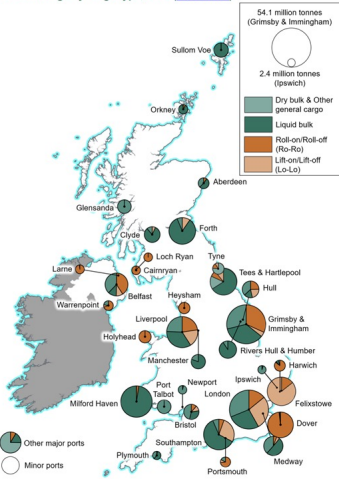 54.1 million tonnes
(Grimsby & Immingham)
2.4 million tonnes
(Ipswich)
Dry bulk & Other
general cargo
Liquid bulk
Roll-on/Roll-off
(Ro-Ro)
Lift-on/Lift-off
(Lo-Lo)
Sullom Voe
Orkney
Aberdeen
Glensanda
Clyde
Forth
Loch Ryan
Larne
Cairnryan
Tyne
Tees & Hartlepool
Belfast
Hull
Warrenpoint
Heysham
Liverpool
Grimsby &
Immingham
Holyhead
Manchester
Rivers Hull & Humber
Newport
Harwich
Port
Talbot
London
Ipswich
Milford Haven
Felixstowe
Bristol
Dover
Other major ports
Southampton
Minor ports
Plymouth
Medway
Portsmouth